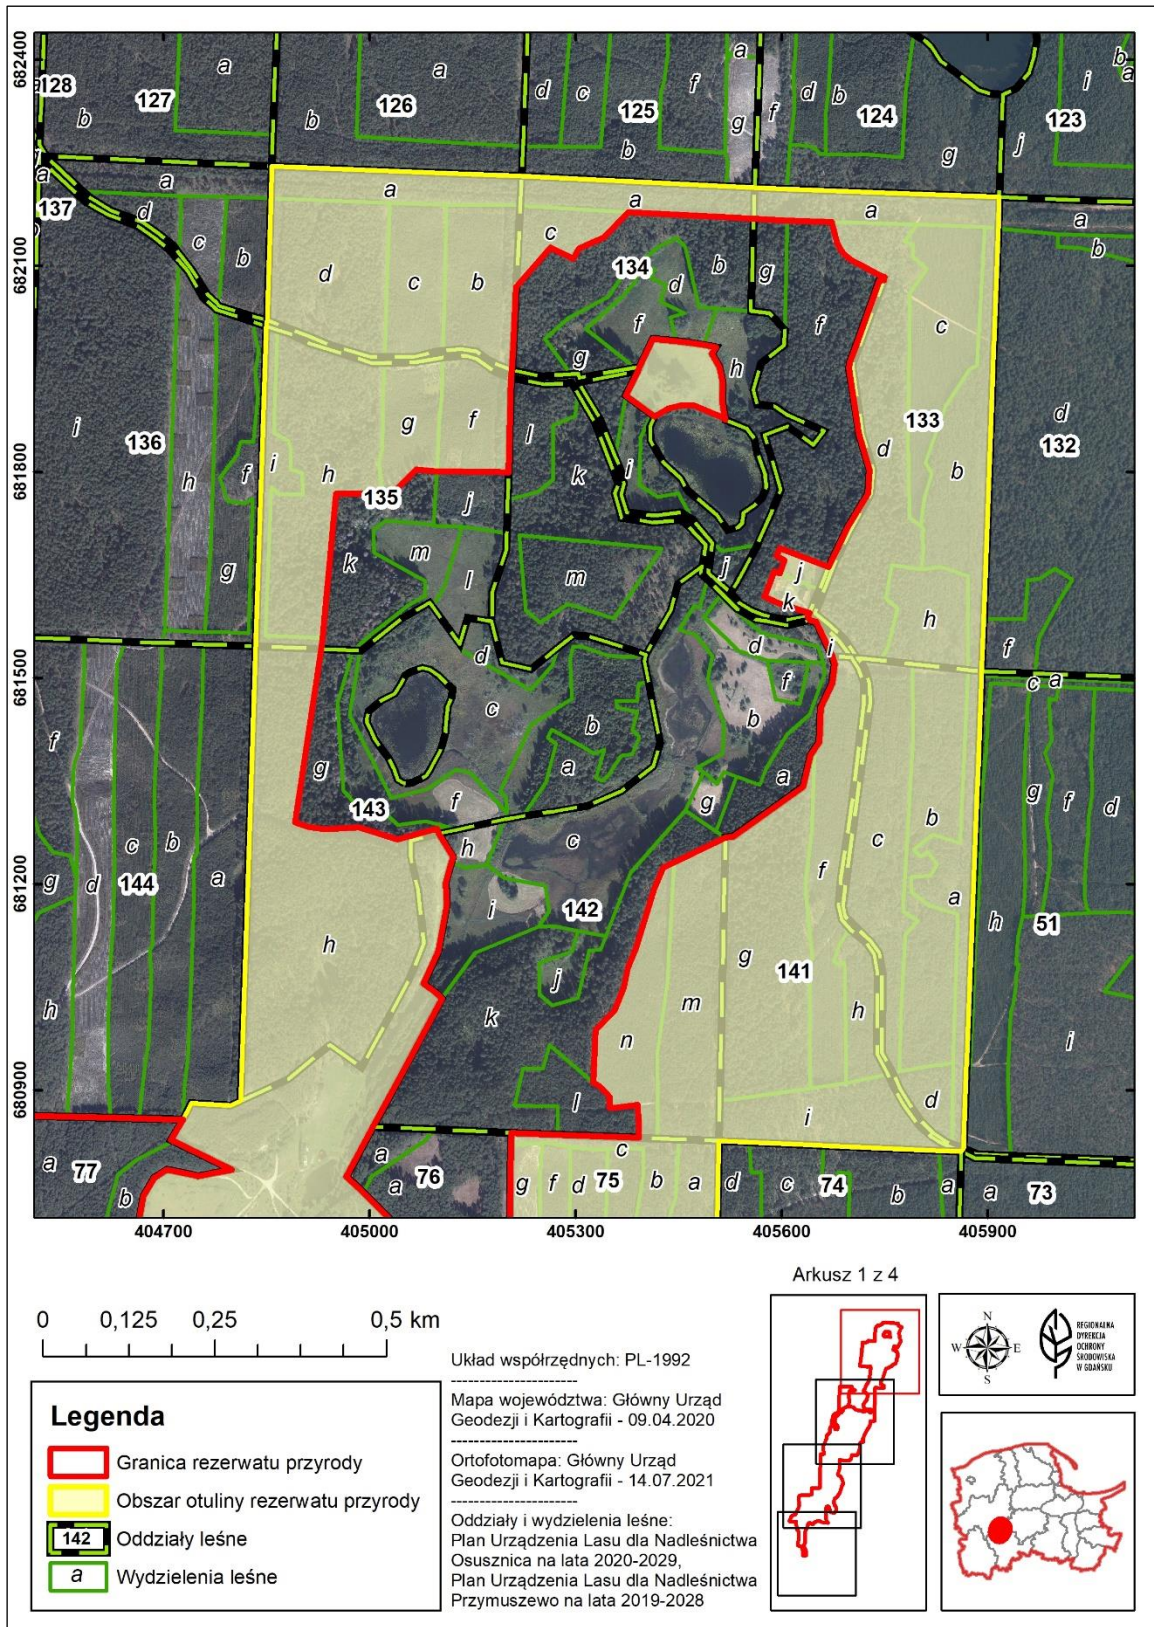 682400
682100
681800
681500
681200
680900
128
127
126
125
124
123
137
136
134
133
132
135
143
142
144
141
51
77
76
75
74
73
a
b
c
d
f
g
h
i
j
k
l
m
n
404700
405000
405300
405600
405900
0 0,125 0,25 0,5 km
Legenda
Granica rezerwatu przyrody
Obszar otuliny rezerwatu przyrody
142 Oddziały leśne
a Wydzielenia leśne
Układ współrzędnych: PL-1992
----------------------
Mapa województwa: Główny Urząd
Geodezji i Kartografii - 09.04.2020
----------------------
Ortofotomapa: Główny Urząd
Geodezji i Kartografii - 14.07.2021
----------------------
Oddziały i wydzielenia leśne:
Plan Urządzenia Lasu dla Nadleśnictwa
Osusznica na lata 2020-2029,
Plan Urządzenia Lasu dla Nadleśnictwa
Przymuszewo na lata 2019-2028
Arkusz 1 z 4
N
W E
S
REGIONALNA
DYREKCJA
OCHRONY
ŚRODOWISKA
W GDAŃSKU